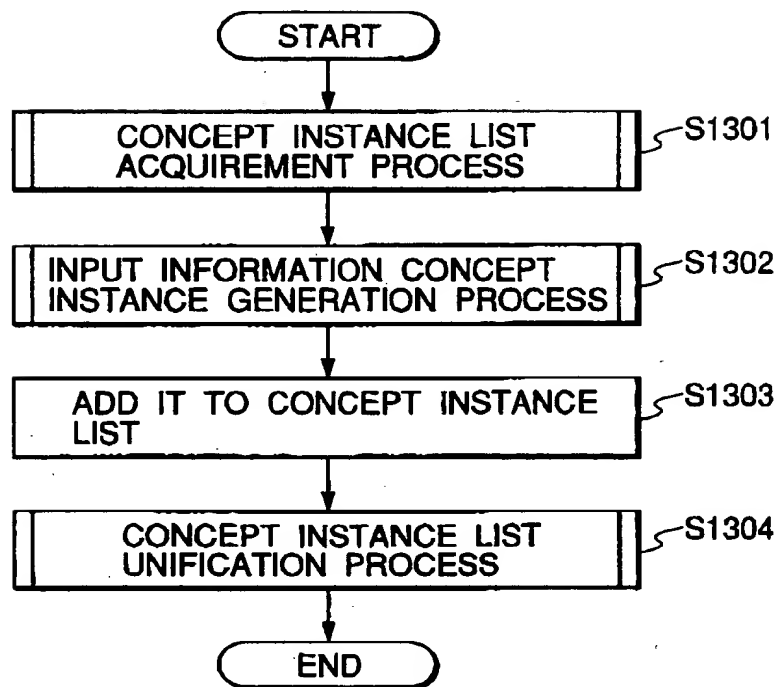 START
CONCEPT INSTANCE LIST
ACQUIREMENT PROCESS
S1301
INPUT INFORMATION CONCEPT
INSTANCE GENERATION PROCESS
S1302
ADD IT TO CONCEPT INSTANCE
LIST
S1303
CONCEPT INSTANCE LIST
UNIFICATION PROCESS
S1304
END